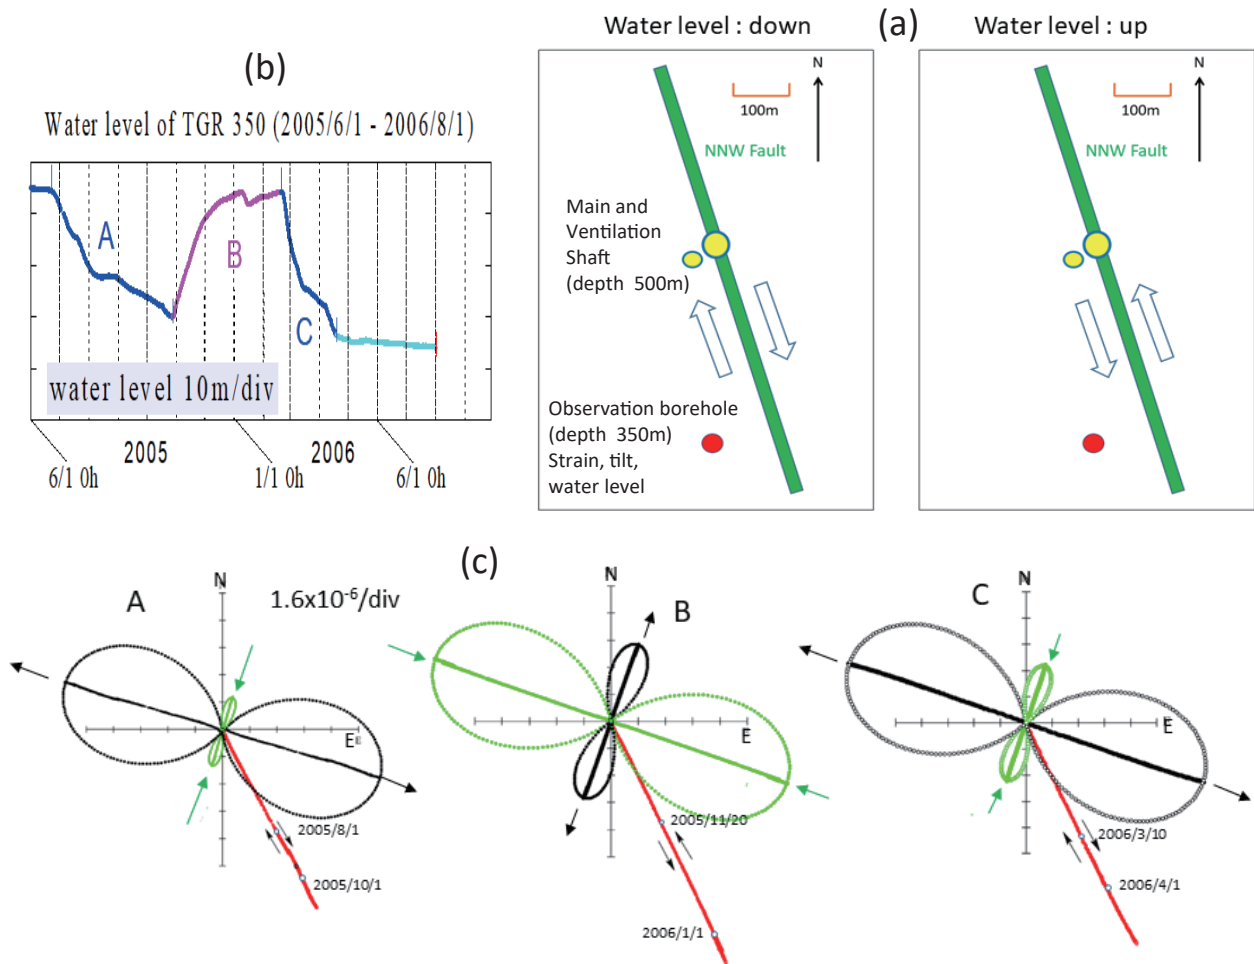 (b)
Water level of TGR 350 (2005/6/1 - 2006/8/1)
A
B
C
water level 10m/div
2005
2006
6/1 0h
1/1 0h
6/1 0h
(a)
Water level : down
N
100m
NNW Fault
Main and
Ventilation
Shaft
(depth 500m)
Observation borehole
(depth 350m)
Strain, tilt,
water level
Water level : up
N
100m
NNW Fault
(c)
A
N
1.6x10⁻⁶/div
E
E
2005/8/1
2005/10/1
B
N
E
2005/11/20
2006/1/1
C
N
E
2006/3/10
2006/4/1